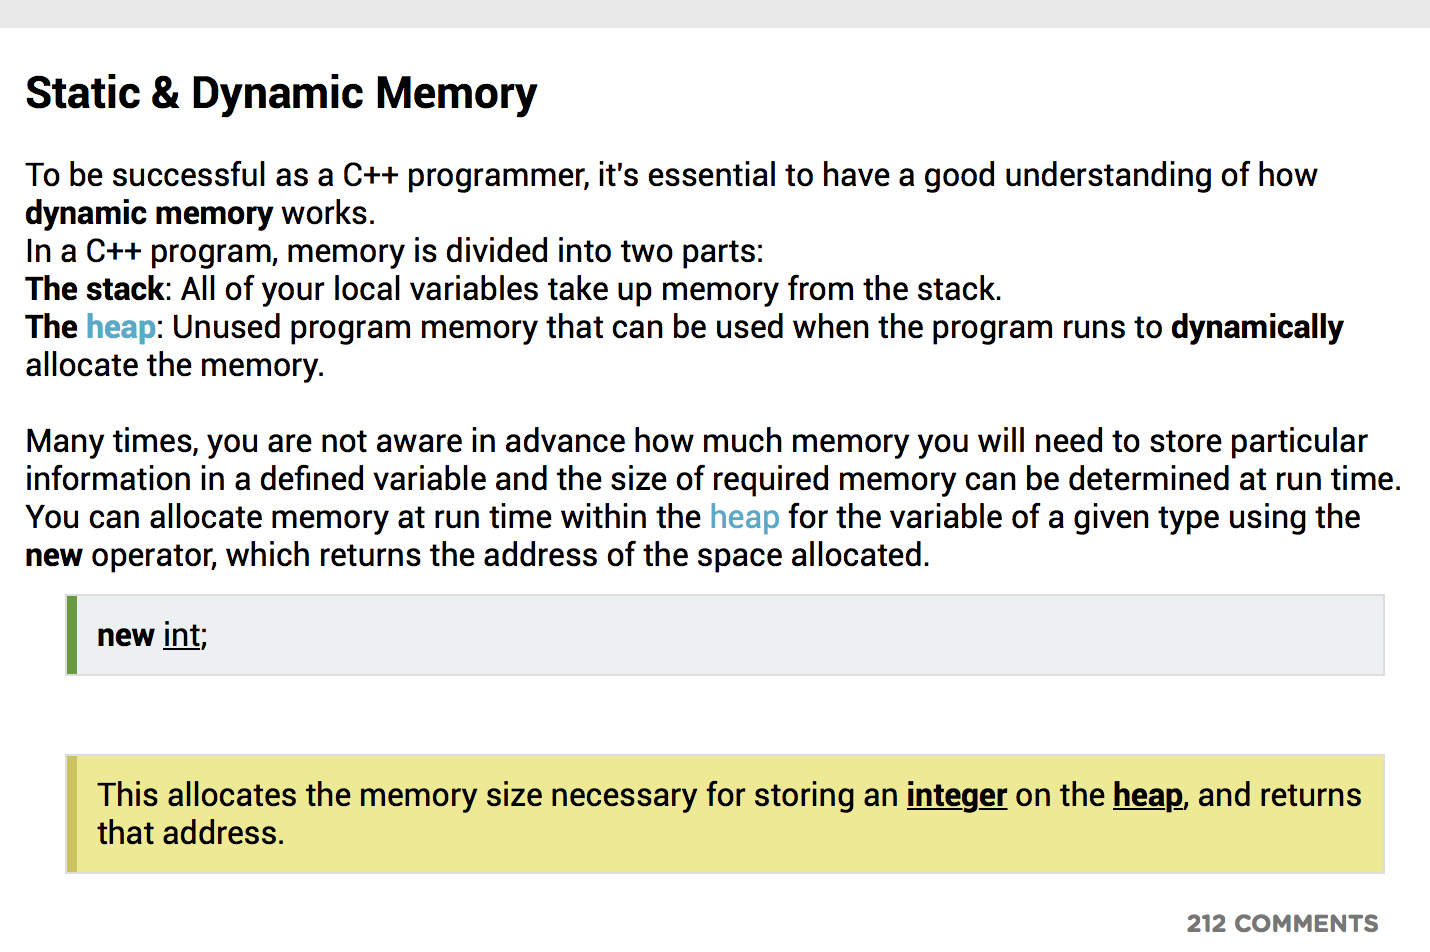 Static & Dynamic Memory
To be successful as a C++ programmer, it's essential to have a good understanding of how
dynamic memory works.
In a C++ program, memory is divided into two parts:
The stack: All of your local variables take up memory from the stack.
The heap: Unused program memory that can be used when the program runs to dynamically
allocate the memory.
Many times, you are not aware in advance how much memory you will need to store particular
information in a defined variable and the size of required memory can be determined at run time.
You can allocate memory at run time within the heap for the variable of a given type using the
new operator, which returns the address of the space allocated.
new int;
This allocates the memory size necessary for storing an integer on the heap, and returns
that address.
212 COMMENTS